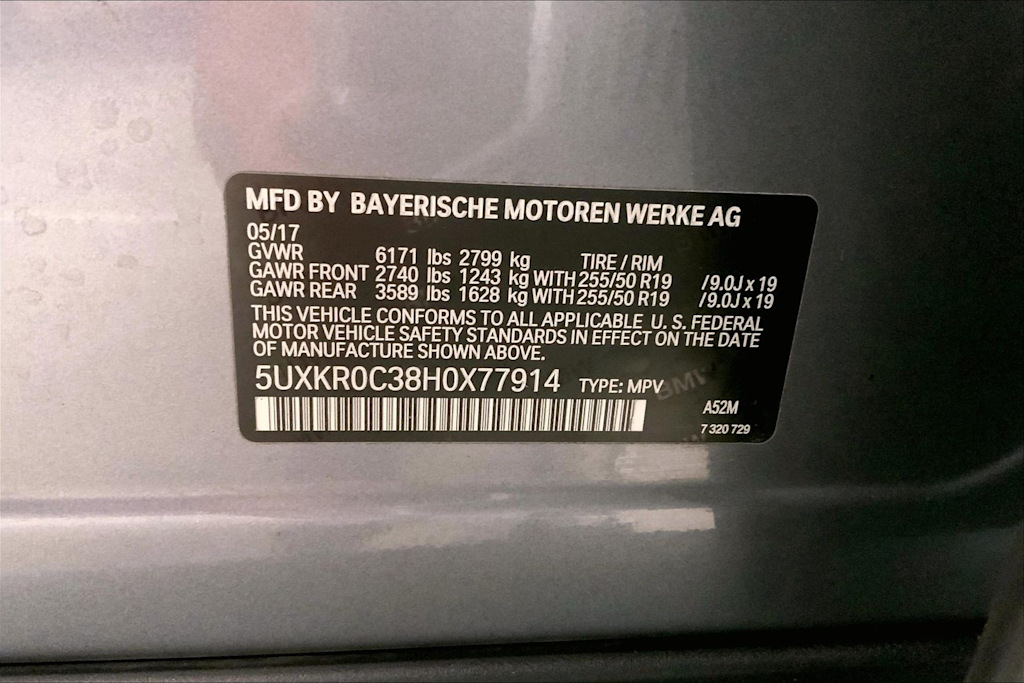 MFD BY BAYERISCHE MOTOREN WERKE AG
05/17
GVWR 6171 lbs 2799 kg TIRE / RIM
GAWR FRONT 2740 lbs 1243 kg WITH 255/50 R19 /9.0J x 19
GAWR REAR 3589 lbs 1628 kg WITH 255/50 R19 /9.0J x 19
THIS VEHICLE CONFORMS TO ALL APPLICABLE U. S. FEDERAL
MOTOR VEHICLE SAFETY STANDARDS IN EFFECT ON THE DATE
OF MANUFACTURE SHOWN ABOVE.
5UXKR0C38H0X77914 TYPE: MPV
BMW
A52M
7 320 729